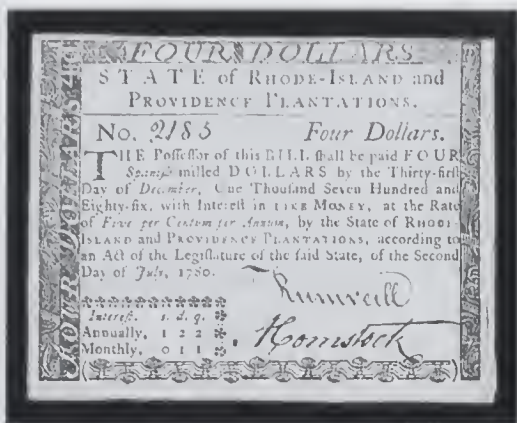 FOUR DOLLARS
STATE of RHODE-ISLAND and
PROVIDENCE PLANTATIONS.
No. 2185 Four Dollars.
THE Poſſeſſor of this BILL ſhall be paid FOUR
Spaniſh milled DOLLARS by the Thirty-firſt
Day of December, One Thouſand Seven Hundred and
Eighty-ſix, with Intereſt in LIKE MONEY, at the Rate
of Five per Centum per Annum, by the State of RHODE-
ISLAND and PROVIDENCE PLANTATIONS, according to
an Act of the Legiſlature of the ſaid State, of the Second
Day of July, 1780.
Intereſt. s. d. q.
Annually, 1 2 2
Monthly, 0 1 1
Comstock
FOUR DOLLARS